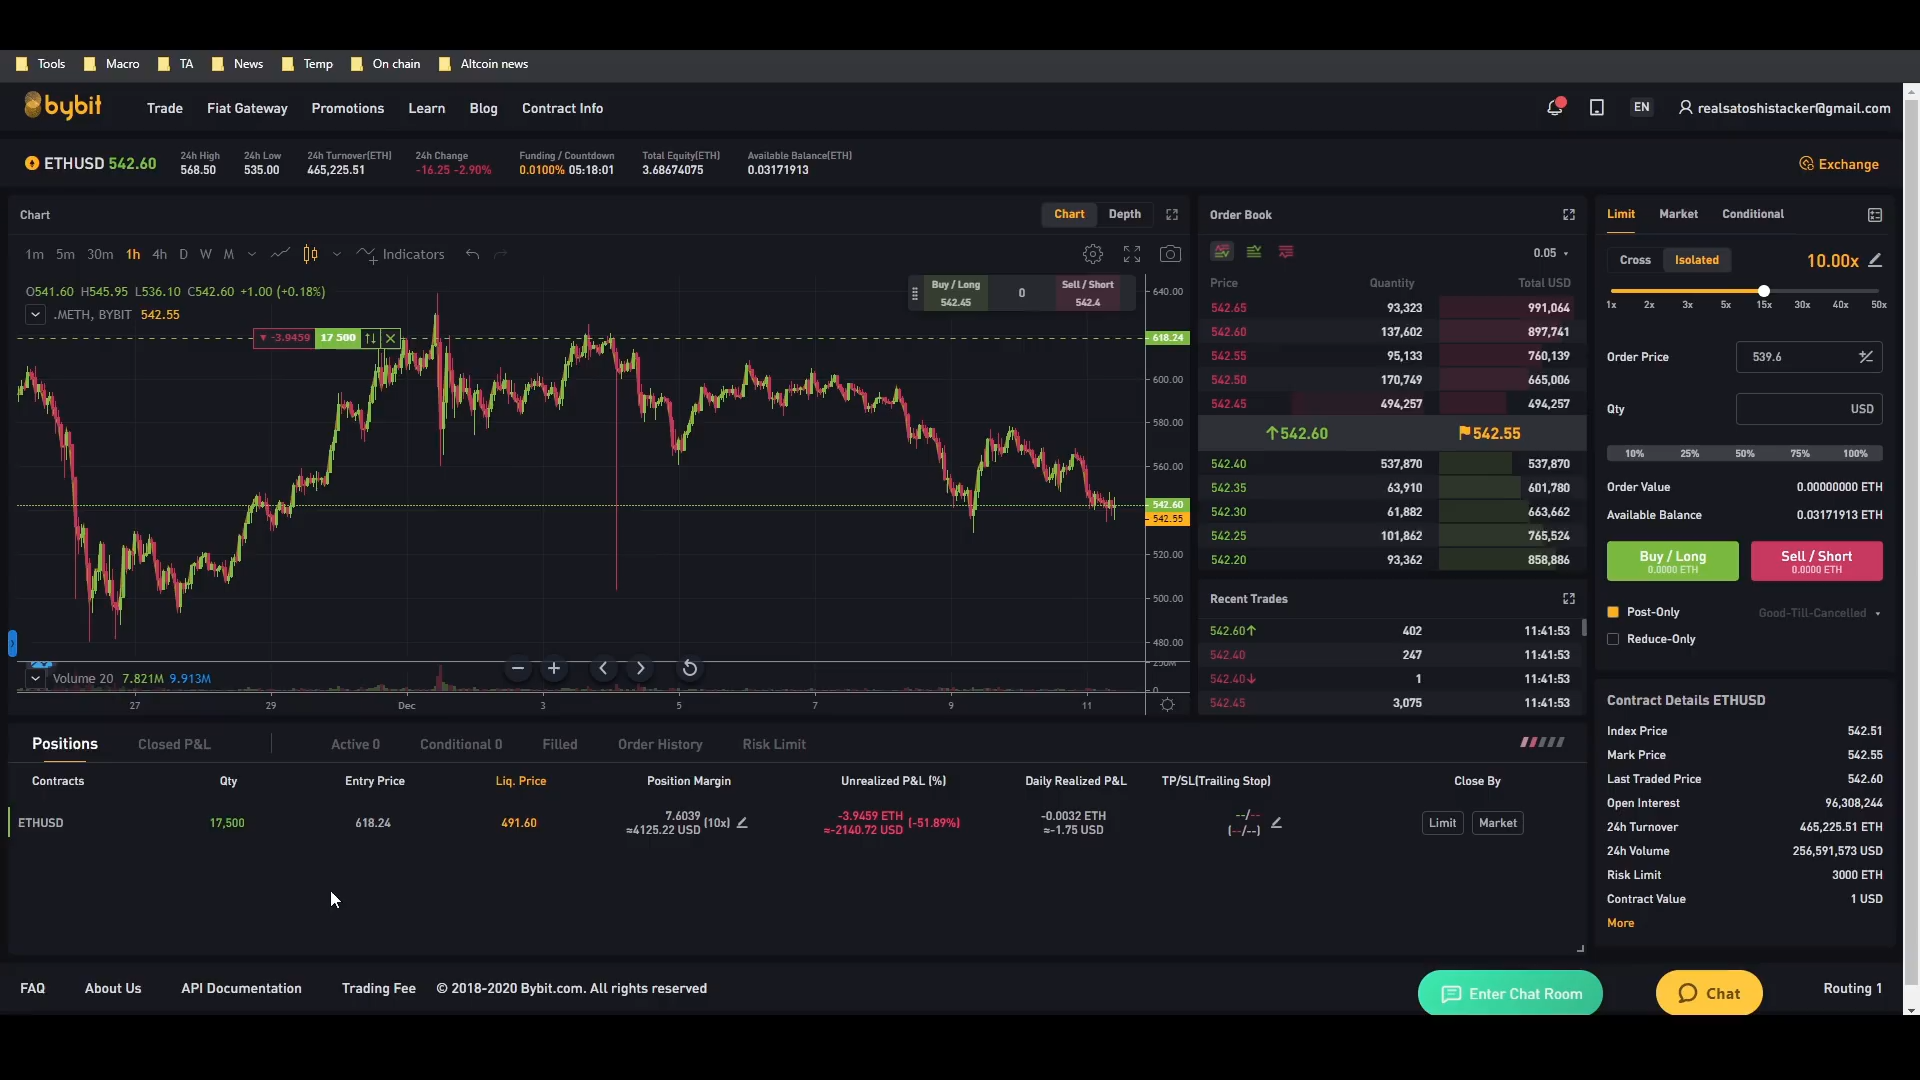 Tools Macro TA News Temp On chain Altcoin news
bybit Trade Fiat Gateway Promotions Learn Blog Contract Info EN realsatoshistacker@gmail.com
ETHUSD 542.60
24h High 568.50
24h Low 535.00
24h Turnover(ETH) 465,225.51
24h Change -16.25 -2.90%
Funding / Countdown 0.0100% 05:18:01
Total Equity(ETH) 3.68674075
Available Balance(ETH) 0.03171913
Exchange
Chart Chart Depth
1m 5m 30m 1h 4h D W M Indicators
O541.60 H545.95 L536.10 C542.60 +1.00 (+0.18%)
.METH, BYBIT 542.55
Buy / Long 542.45 0 Sell / Short 542.4
-3.9459 17 500
640.00
618.24
600.00
580.00
560.00
542.60
542.55
520.00
500.00
480.00
250M
0
Volume 20 7.821M 9.913M
27 29 Dec 3 5 7 9 11
Order Book
0.05
Price Quantity Total USD
542.65 93,323 991,064
542.60 137,602 897,741
542.55 95,133 760,139
542.50 170,749 665,006
542.45 494,257 494,257
↑542.60 542.55
542.40 537,870 537,870
542.35 63,910 601,780
542.30 61,882 663,662
542.25 101,862 765,524
542.20 93,362 858,886
Recent Trades
542.60↑ 402 11:41:53
542.40 247 11:41:53
542.40↓ 1 11:41:53
542.45 3,075 11:41:53
Limit Market Conditional
Cross Isolated 10.00x
1x 2x 3x 5x 15x 30x 40x 50x
Order Price 539.6
Qty USD
10% 25% 50% 75% 100%
Order Value 0.00000000 ETH
Available Balance 0.03171913 ETH
Buy / Long 0.0000 ETH
Sell / Short 0.0000 ETH
Post-Only Good-Till-Cancelled
Reduce-Only
Contract Details ETHUSD
Index Price 542.51
Mark Price 542.55
Last Traded Price 542.60
Open Interest 96,308,244
24h Turnover 465,225.51 ETH
24h Volume 256,591,573 USD
Risk Limit 3000 ETH
Contract Value 1 USD
More
Positions Closed P&L Active 0 Conditional 0 Filled Order History Risk Limit
Contracts Qty Entry Price Liq. Price Position Margin Unrealized P&L (%) Daily Realized P&L TP/SL(Trailing Stop) Close By
ETHUSD 17,500 618.24 491.60 7.6039 ≈4125.22 USD (10x) -3.9459 ETH ≈-2140.72 USD (-51.89%) -0.0032 ETH ≈-1.75 USD --/-- (--/--) Limit Market
FAQ About Us API Documentation Trading Fee © 2018-2020 Bybit.com. All rights reserved
Enter Chat Room Chat Routing 1